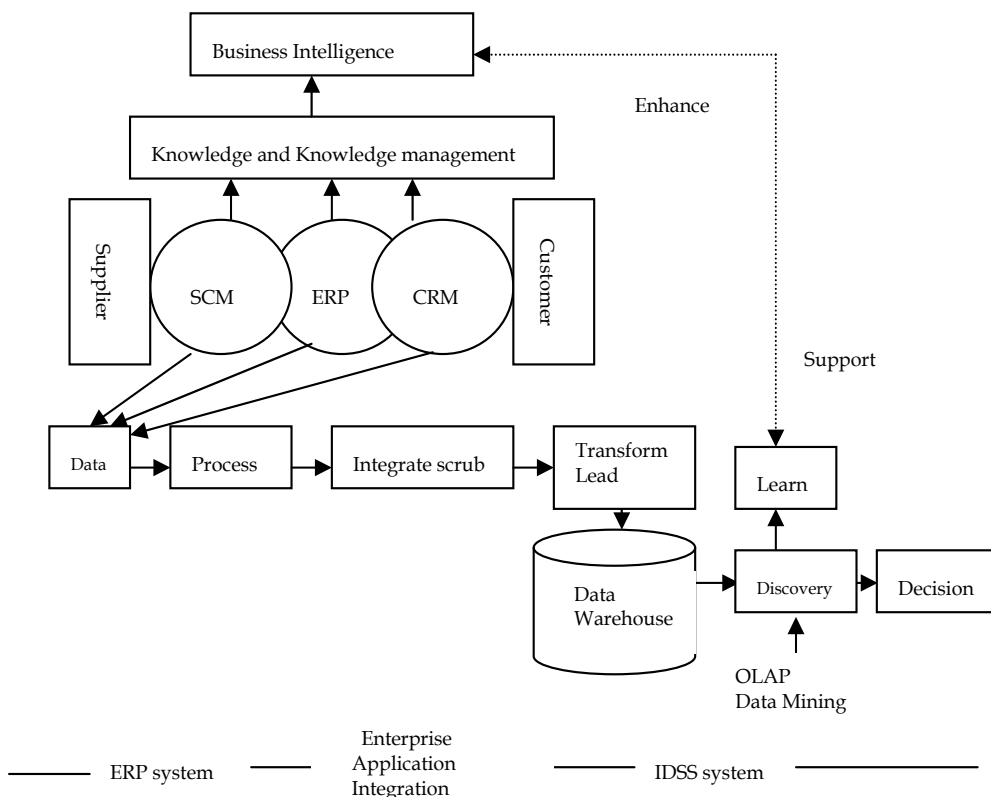 Business Intelligence
Enhance
Knowledge and Knowledge management
Supplier
SCM
ERP
CRM
Customer
Support
Data
Process
Integrate scrub
Transform
Lead
Learn
Data
Warehouse
Discovery
Decision
OLAP
Data Mining
ERP system
Enterprise
Application
Integration
IDSS system